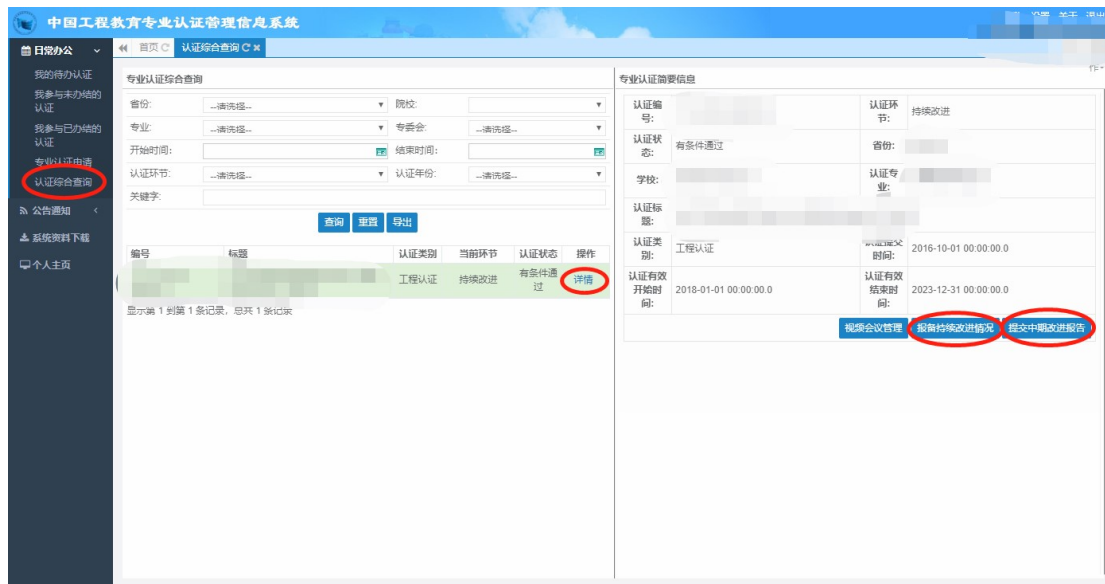 中国工程教育专业认证管理信息系统
设置 关于 退出
日常办公
首页
认证综合查询
我的待办认证
我参与未办结的
认证
我参与已办结的
认证
专业认证申请
认证综合查询
公告通知
系统资料下载
个人主页
专业认证综合查询
省份: --请选择-- 院校:
专业: --请选择-- 专委会: --请选择--
开始时间: 结束时间:
认证环节: --请选择-- 认证年份: --请选择--
关键字:
查询 重置 导出
编号 标题 认证类别 当前环节 认证状态 操作
工程认证 持续改进 有条件通
过 详情
显示第 1 到第 1 条记录,总共 1 条记录
专业认证简要信息
认证编
号:
认证环
节: 持续改进
认证状
态: 有条件通过
省份:
学校:
认证专
业:
认证标
题:
认证类
别: 工程认证
认证提交
时间: 2016-10-01 00:00:00.0
认证有效
开始时
间: 2018-01-01 00:00:00.0
认证有效
结束时
间: 2023-12-31 00:00:00.0
视频会议管理 报备持续改进情况 提交中期改进报告